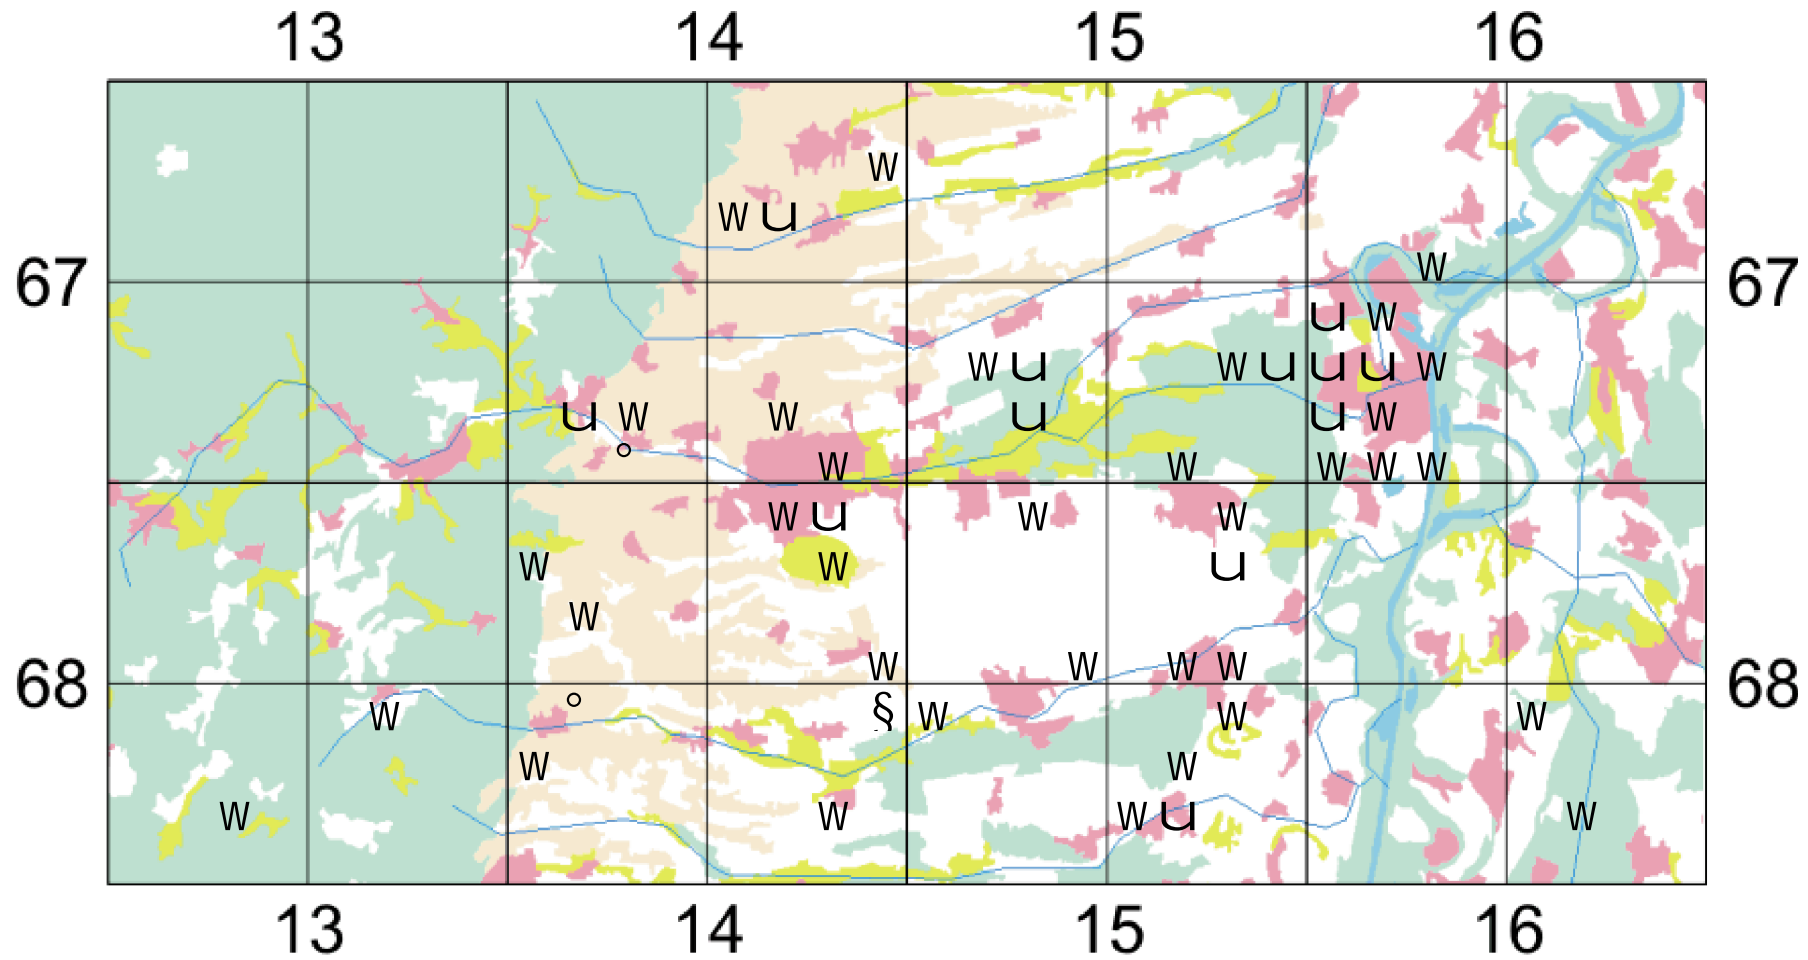 13 14 15 16
W
W u
67 W 67
u W
W u W u u u W
u W W u u W
W W W W W
W u W W
W W u
W
W W W W
68 68
W § W W W
W W
W W W u W
13 14 15 16